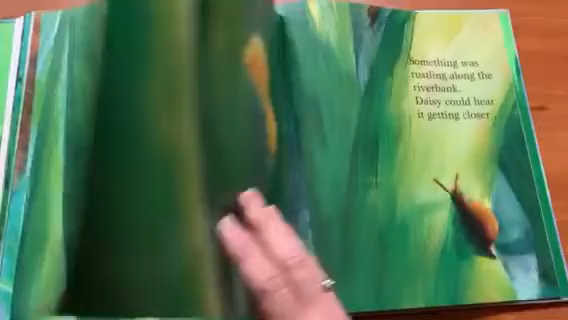 Something was
rustling along the
riverbank.
Daisy could hear
it getting closer .